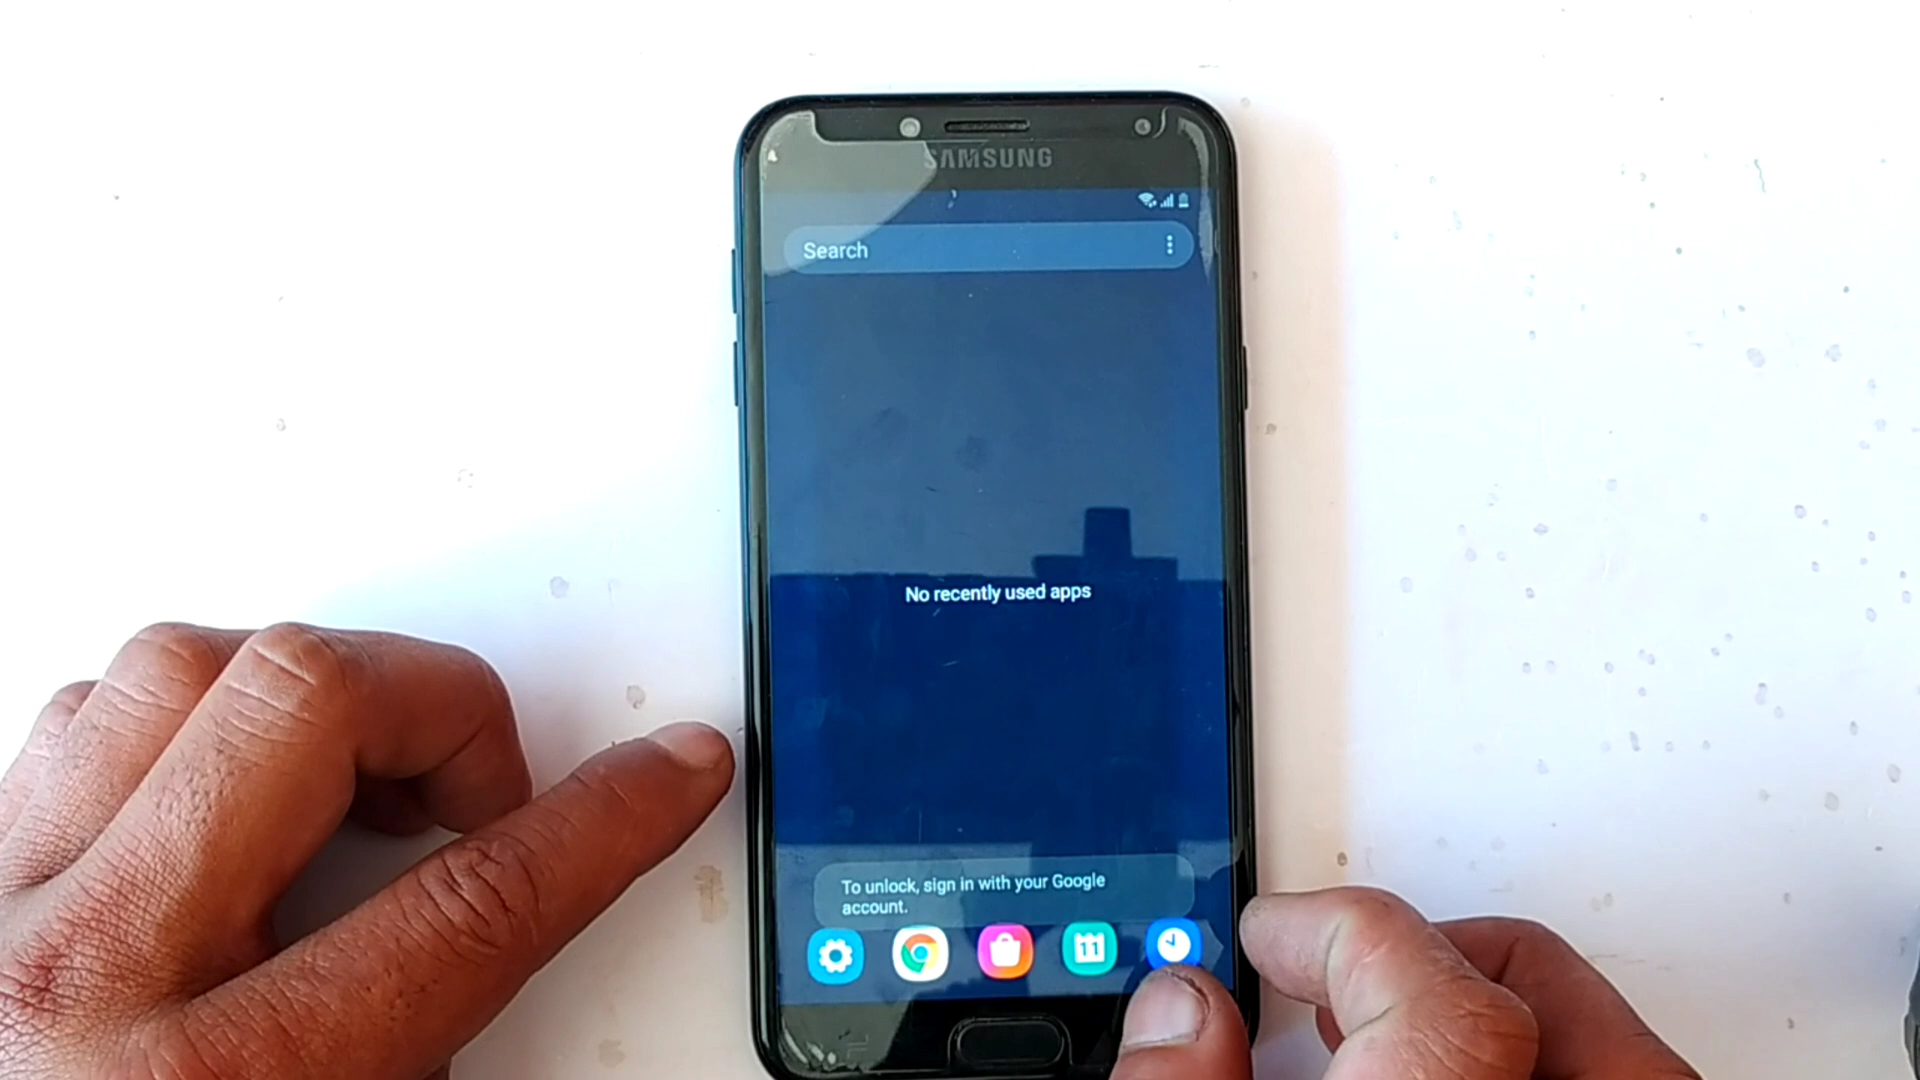 SAMSUNG
Search
No recently used apps
To unlock, sign in with your Google
account.
11